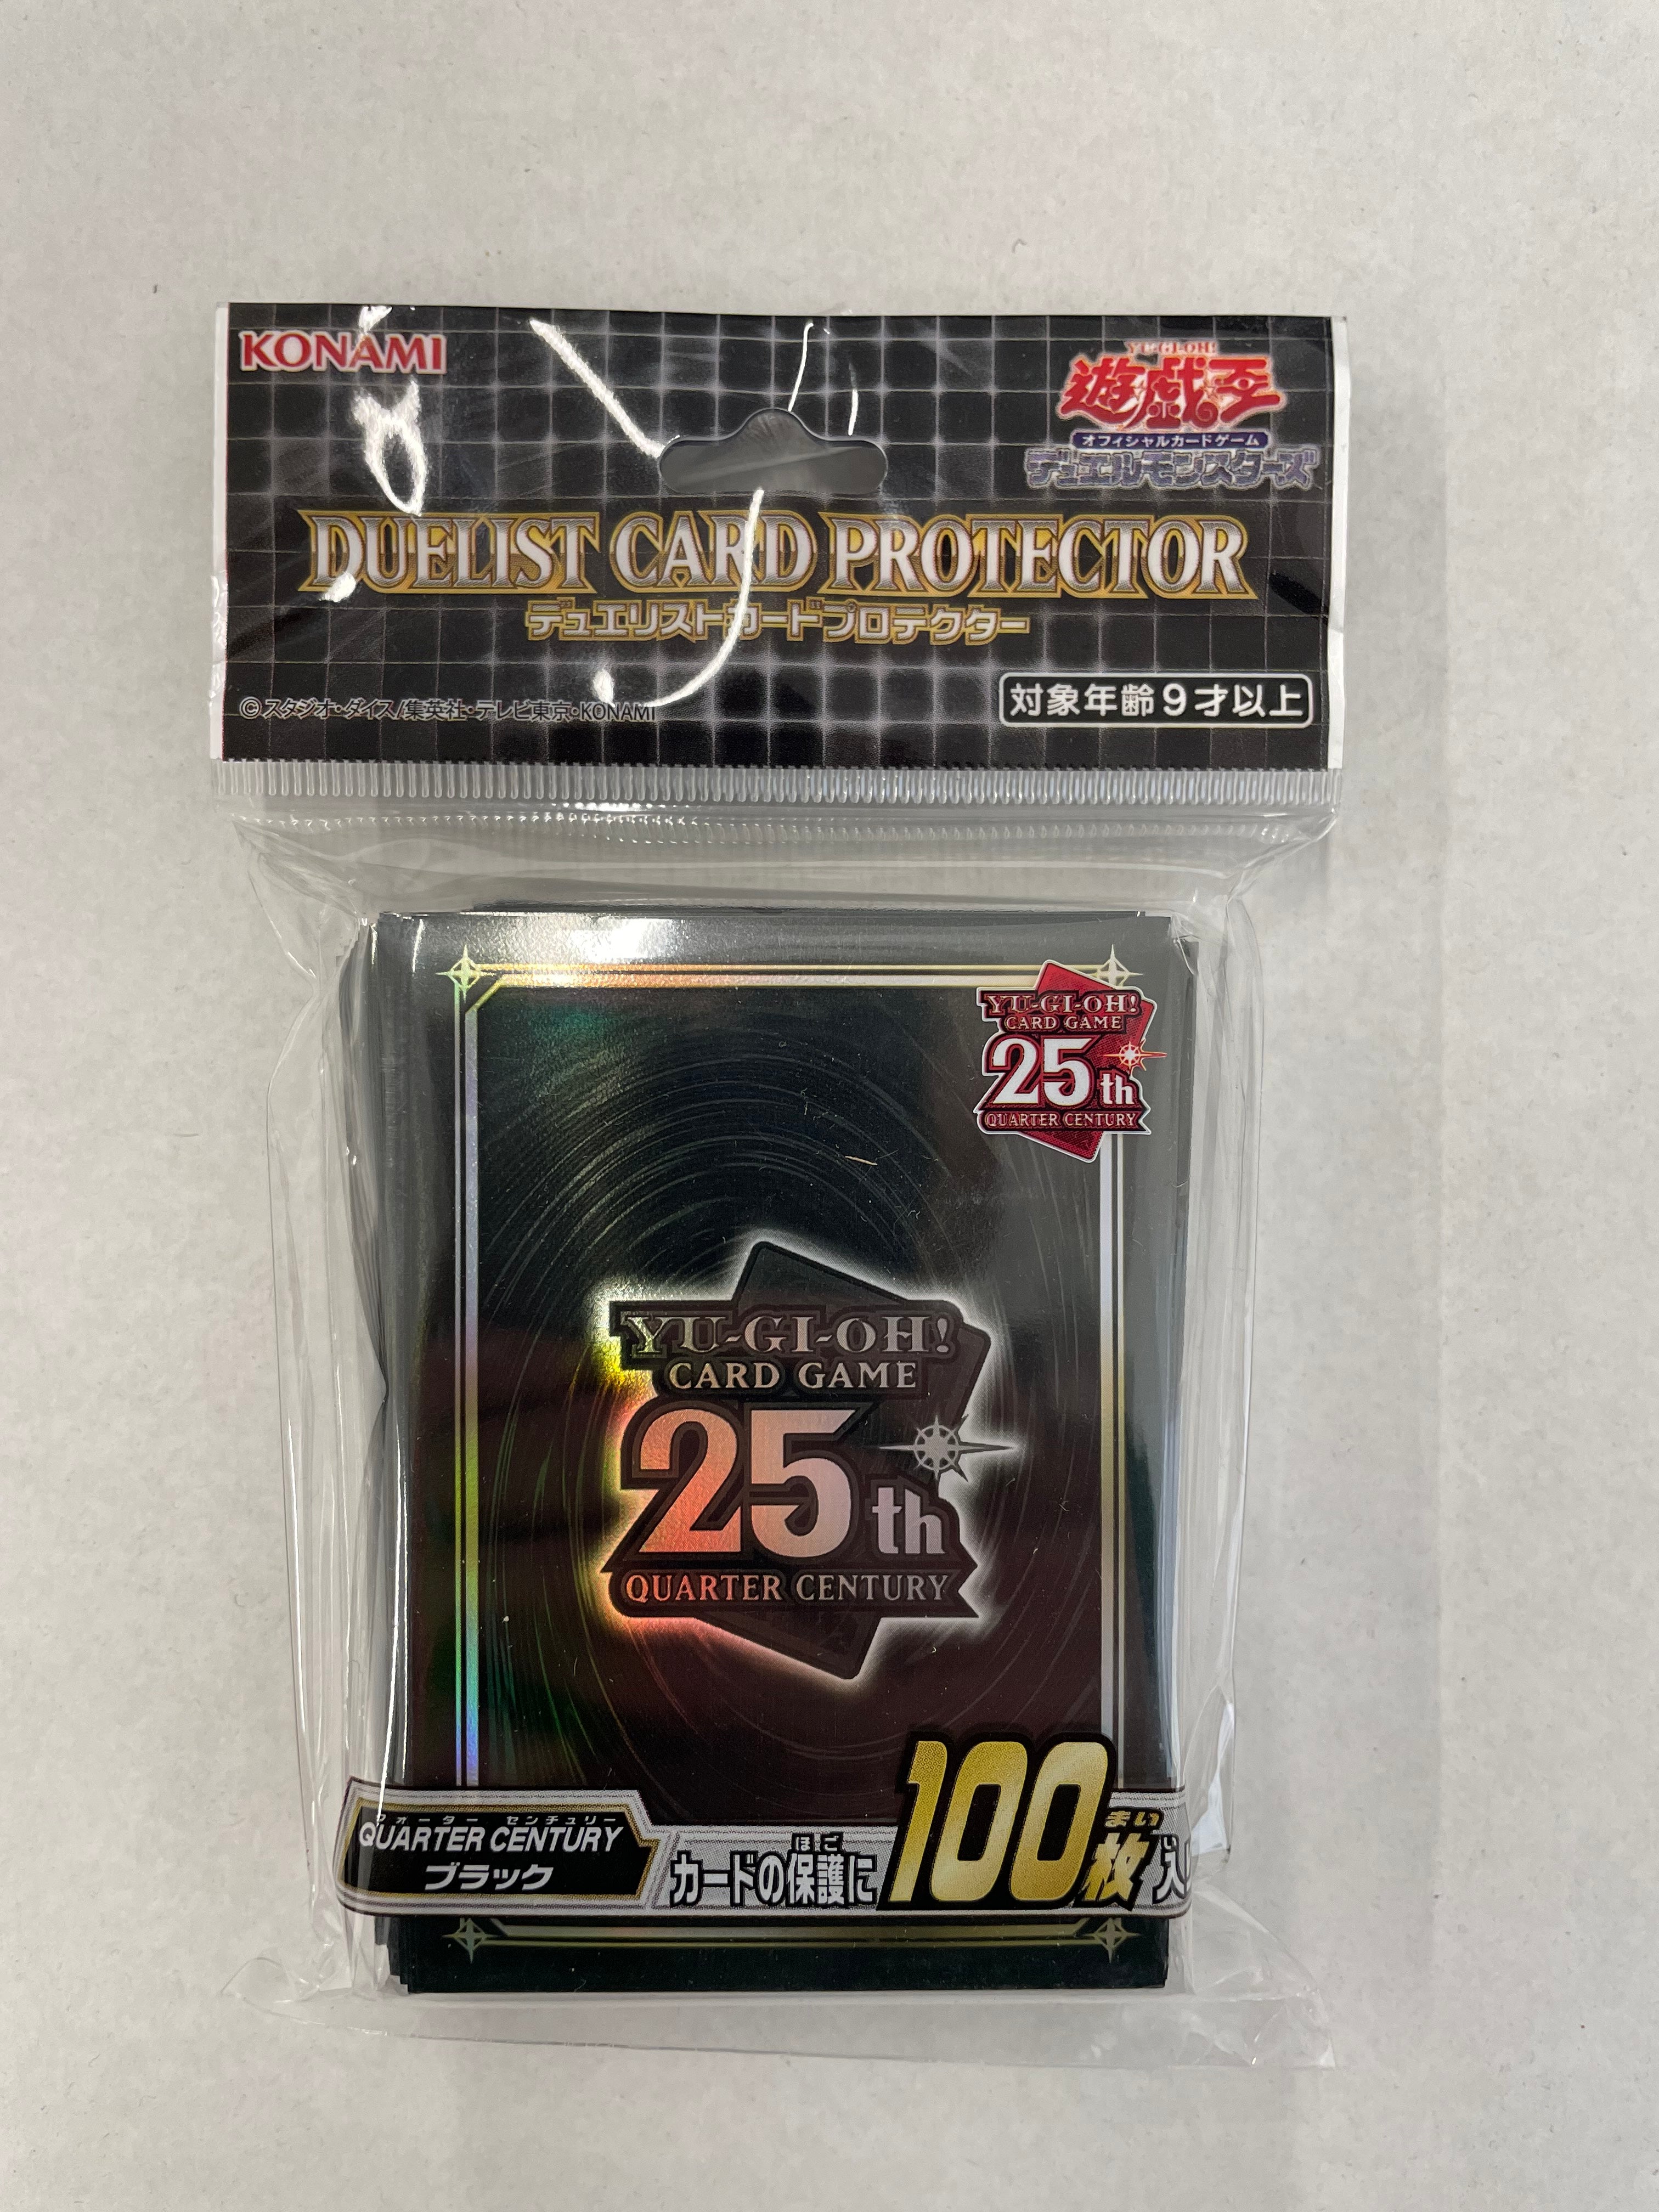 KONAMI
YU-GI-OH!
遊戯王
オフィシャルカードゲーム
デュエルモンスターズ
DUELIST CARD PROTECTOR
デュエリストカードプロテクター
©スタジオ・ダイス/集英社・テレビ東京・KONAMI
対象年齢9才以上
YU-GI-OH!
CARD GAME
25th
QUARTER CENTURY
YU-GI-OH!
CARD GAME
25th
QUARTER CENTURY
クォーター センチュリー
QUARTER CENTURY
ブラック
ほご まい い
カードの保護に100枚入